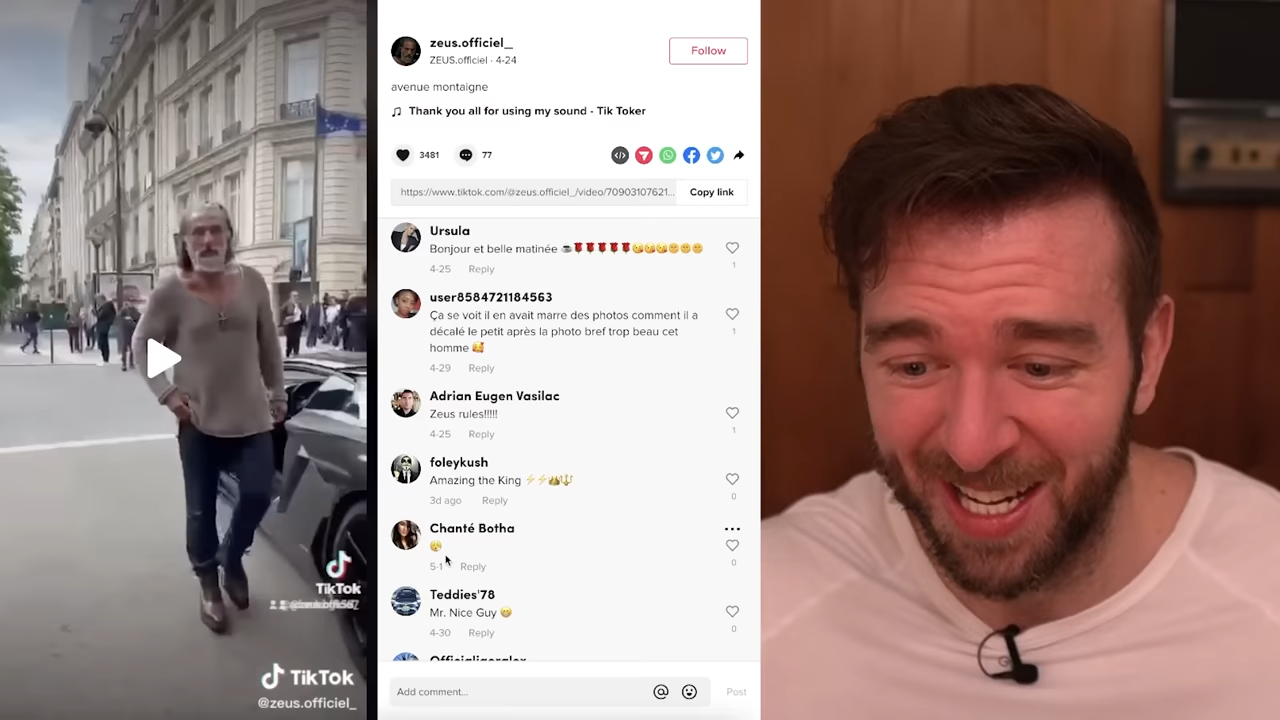 zeus.officiel_
ZEUS.officiel · 4-24
Follow
avenue montaigne
Thank you all for using my sound - Tik Toker
3481
77
https://www.tiktok.com/@zeus.officiel_/video/70903107621...
Copy link
Ursula
Bonjour et belle matinée ☕🌹🌹🌹🌹🌹😘😘😘😊😊😊
4-25 Reply
1
user8584721184563
Ça se voit il en avait marre des photos comment il a
décalé le petit après la photo bref trop beau cet
homme 🥰
4-29 Reply
1
Adrian Eugen Vasilac
Zeus rules!!!!!
4-25 Reply
1
foleykush
Amazing the King ⚡⚡👑🔱
3d ago Reply
0
Chanté Botha
5-1 Reply
0
Teddies'78
Mr. Nice Guy 😁
4-30 Reply
0
Officialigoralex
Add comment...
Post
TikTok
TikTok
@zeus.officiel_